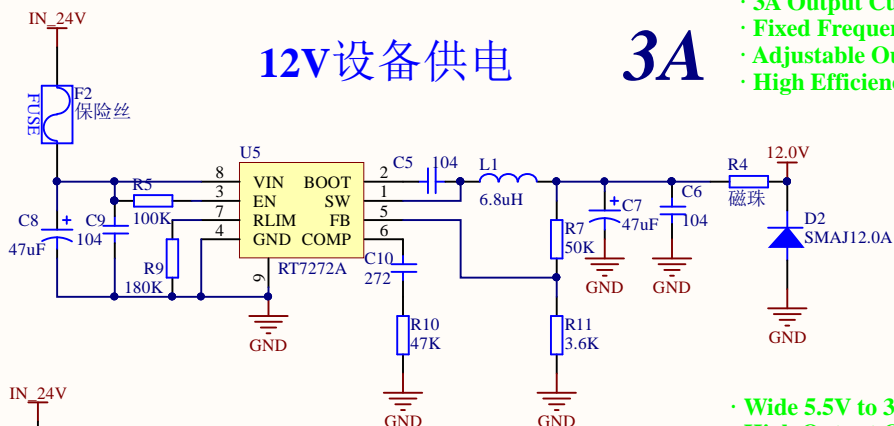 IN_24V
12V设备供电
3A
· 3A Output Cu
· Fixed Frequen
· Adjustable Ou
· High Efficienc
F2
保险丝
FUSE
U5
8 VIN BOOT 2
3 EN SW 1
7 RLIM FB 5
4 GND COMP 6
9
RT7272A
C5 104
L1
6.8uH
R4
磁珠
12.0V
R5
100K
C8
47uF
C9
104
R9
180K
C10
272
R7
50K
C7
47uF
C6
104
D2
SMAJ12.0A
GND
GND
GND
GND
R10
47K
R11
3.6K
GND
GND
IN_24V
· Wide 5.5V to 3